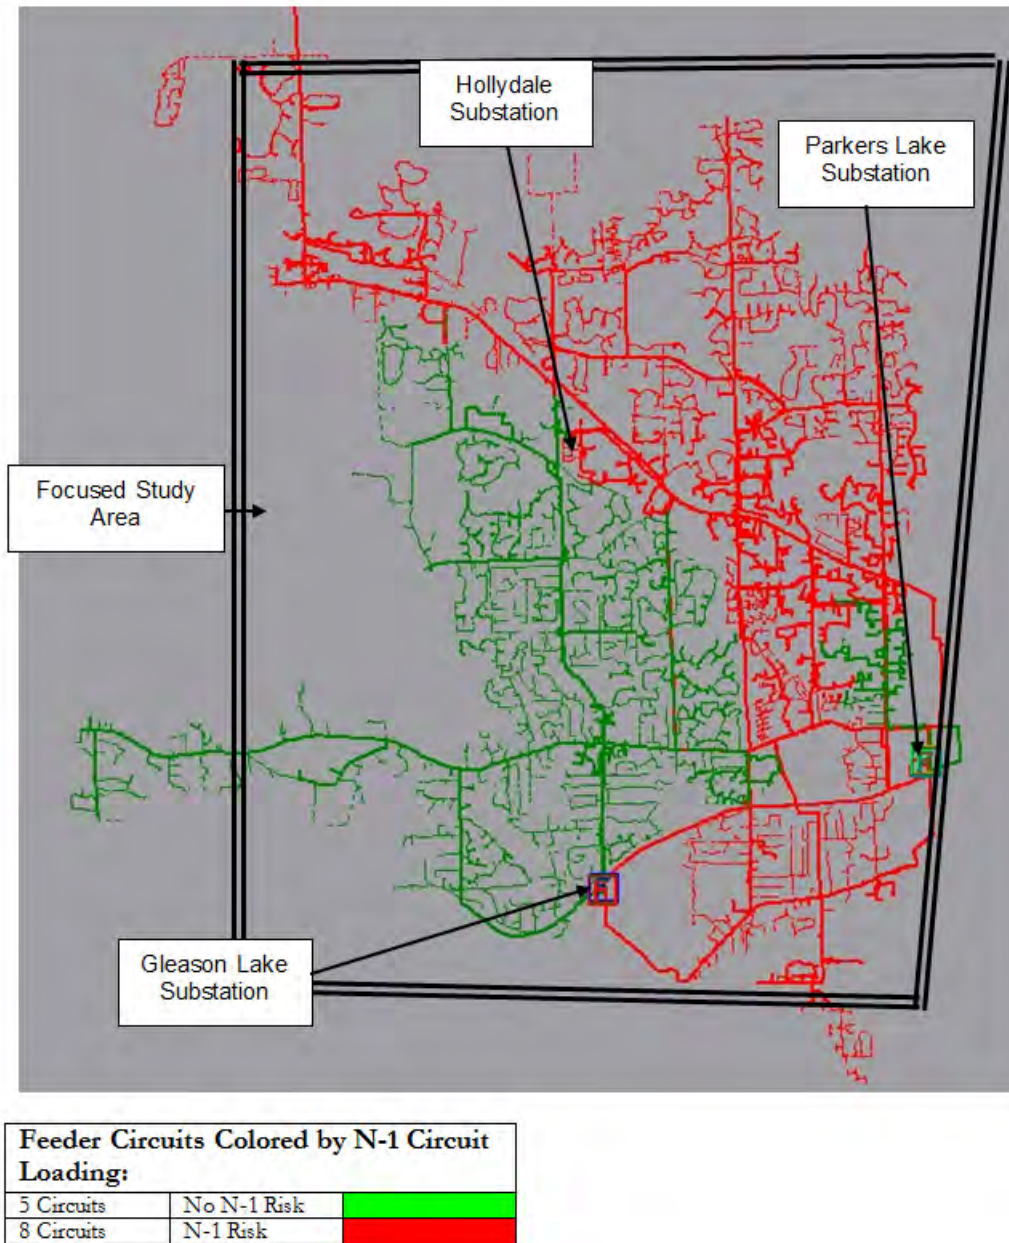 Hollydale
Substation
Parkers Lake
Substation
Focused Study
Area
Gleason Lake
Substation
Feeder Circuits Colored by N-1 Circuit
Loading:
5 Circuits No N-1 Risk
8 Circuits N-1 Risk